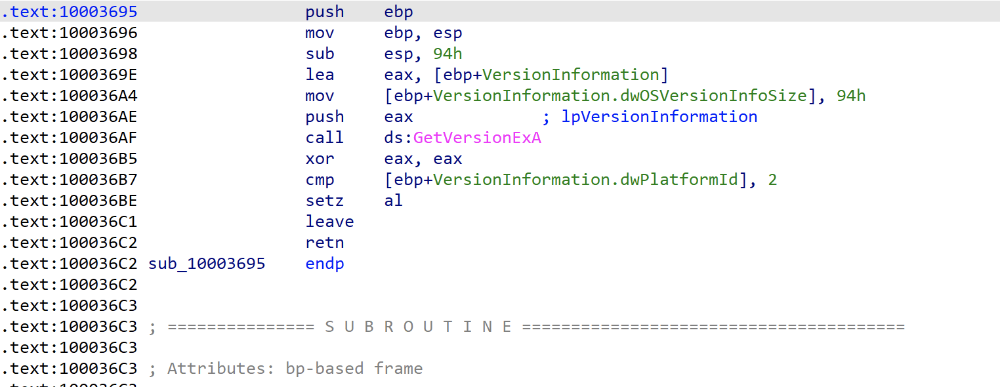 .text:10003695                 push    ebp
.text:10003696                 mov     ebp, esp
.text:10003698                 sub     esp, 94h
.text:1000369E                 lea     eax, [ebp+VersionInformation]
.text:100036A4                 mov     [ebp+VersionInformation.dwOSVersionInfoSize], 94h
.text:100036AE                 push    eax             ; lpVersionInformation
.text:100036AF                 call    ds:GetVersionExA
.text:100036B5                 xor     eax, eax
.text:100036B7                 cmp     [ebp+VersionInformation.dwPlatformId], 2
.text:100036BE                 setz    al
.text:100036C1                 leave
.text:100036C2                 retn
.text:100036C2 sub_10003695    endp
.text:100036C2
.text:100036C3
.text:100036C3 ; =============== S U B R O U T I N E =======================================
.text:100036C3
.text:100036C3 ; Attributes: bp-based frame